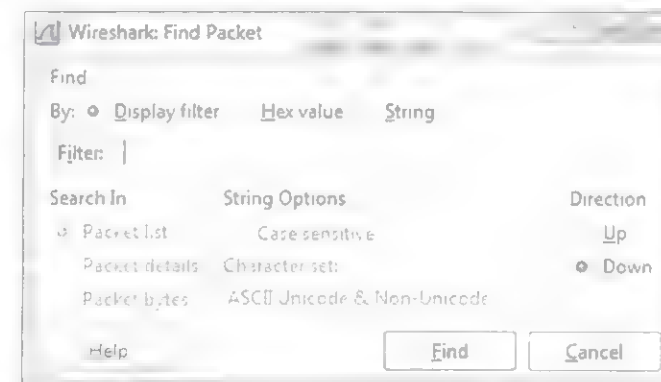 Wireshark: Find Packet
Find
By: Display filter Hex value String
Filter:
Search In String Options Direction
Packet list Case sensitive Up
Packet details Character set: Down
Packet bytes ASCII Unicode & Non-Unicode
Help Find Cancel